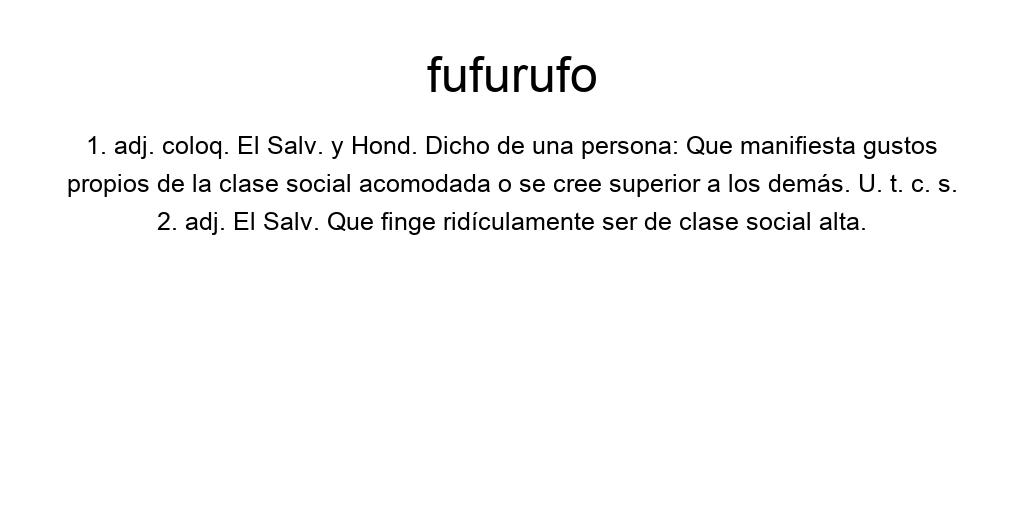 fufurufo
1. adj. coloq. El Salv. y Hond. Dicho de una persona: Que manifiesta gustos
propios de la clase social acomodada o se cree superior a los demás. U. t. c. s.
2. adj. El Salv. Que finge ridículamente ser de clase social alta.